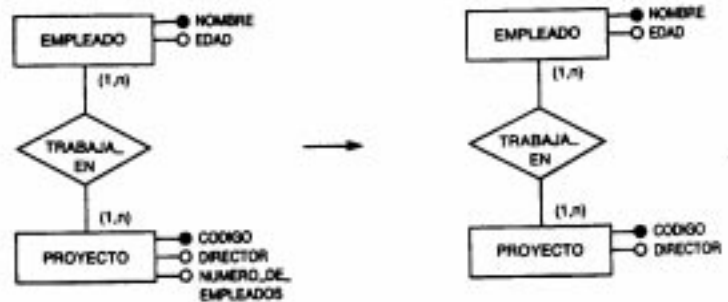 NOMBRE
EMPLEADO
EDAD
(1,n)
TRABAJA_
EN
(1,n)
CODIGO
PROYECTO
DIRECTOR
NUMERO_DE_
EMPLEADOS
NOMBRE
EMPLEADO
EDAD
(1,n)
TRABAJA_
EN
(1,n)
CODIGO
PROYECTO
DIRECTOR